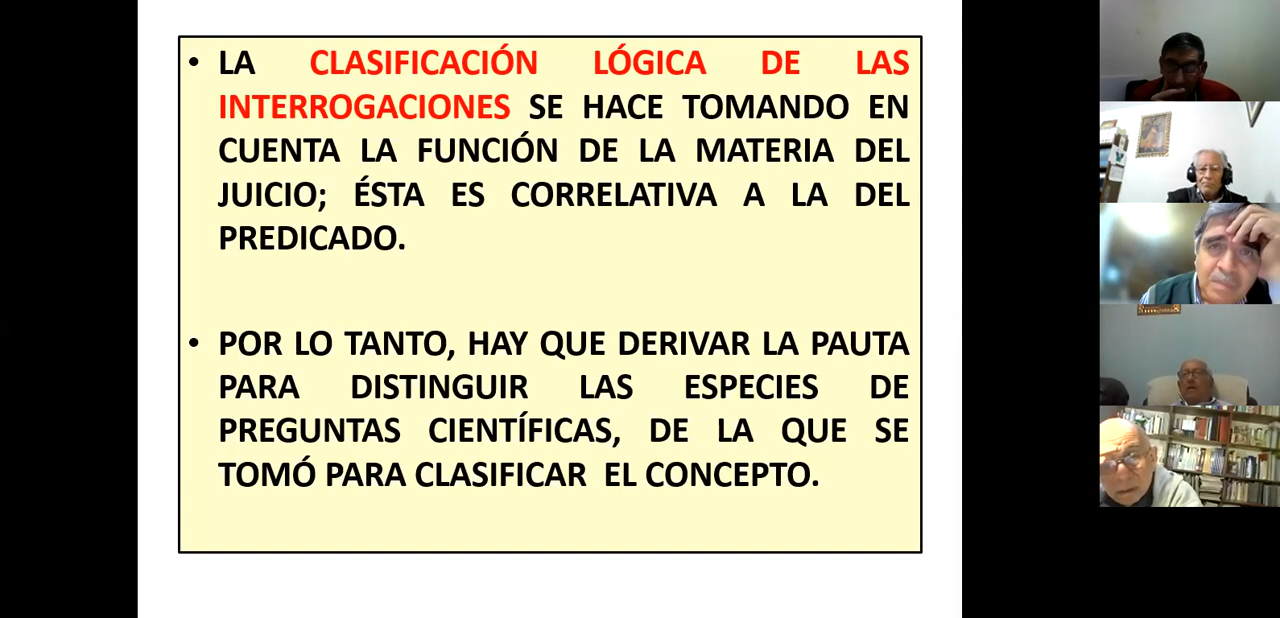 • LA CLASIFICACIÓN LÓGICA DE LAS
INTERROGACIONES SE HACE TOMANDO EN
CUENTA LA FUNCIÓN DE LA MATERIA DEL
JUICIO; ÉSTA ES CORRELATIVA A LA DEL
PREDICADO.
• POR LO TANTO, HAY QUE DERIVAR LA PAUTA
PARA DISTINGUIR LAS ESPECIES DE
PREGUNTAS CIENTÍFICAS, DE LA QUE SE
TOMÓ PARA CLASIFICAR EL CONCEPTO.